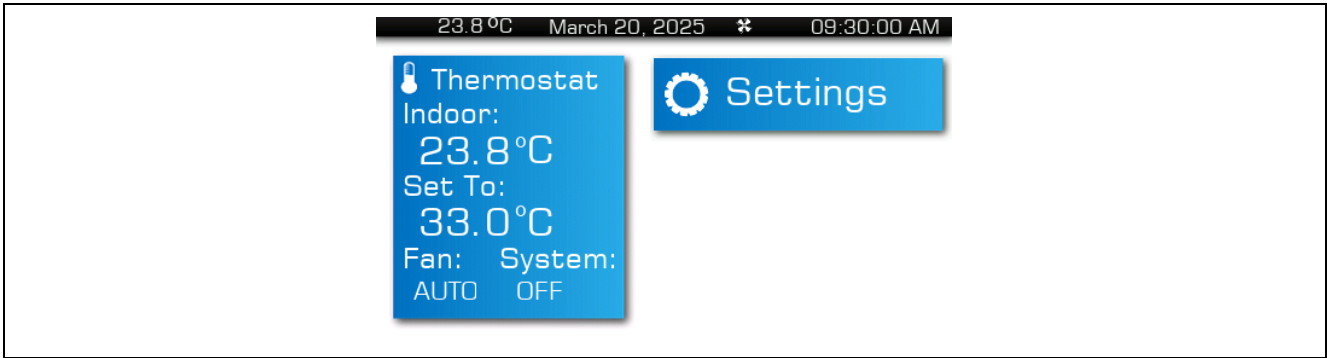 23.8 ºC March 20, 2025 09:30:00 AM
Thermostat
Indoor:
23.8°C
Set To:
33.0°C
Fan: System:
AUTO OFF
Settings